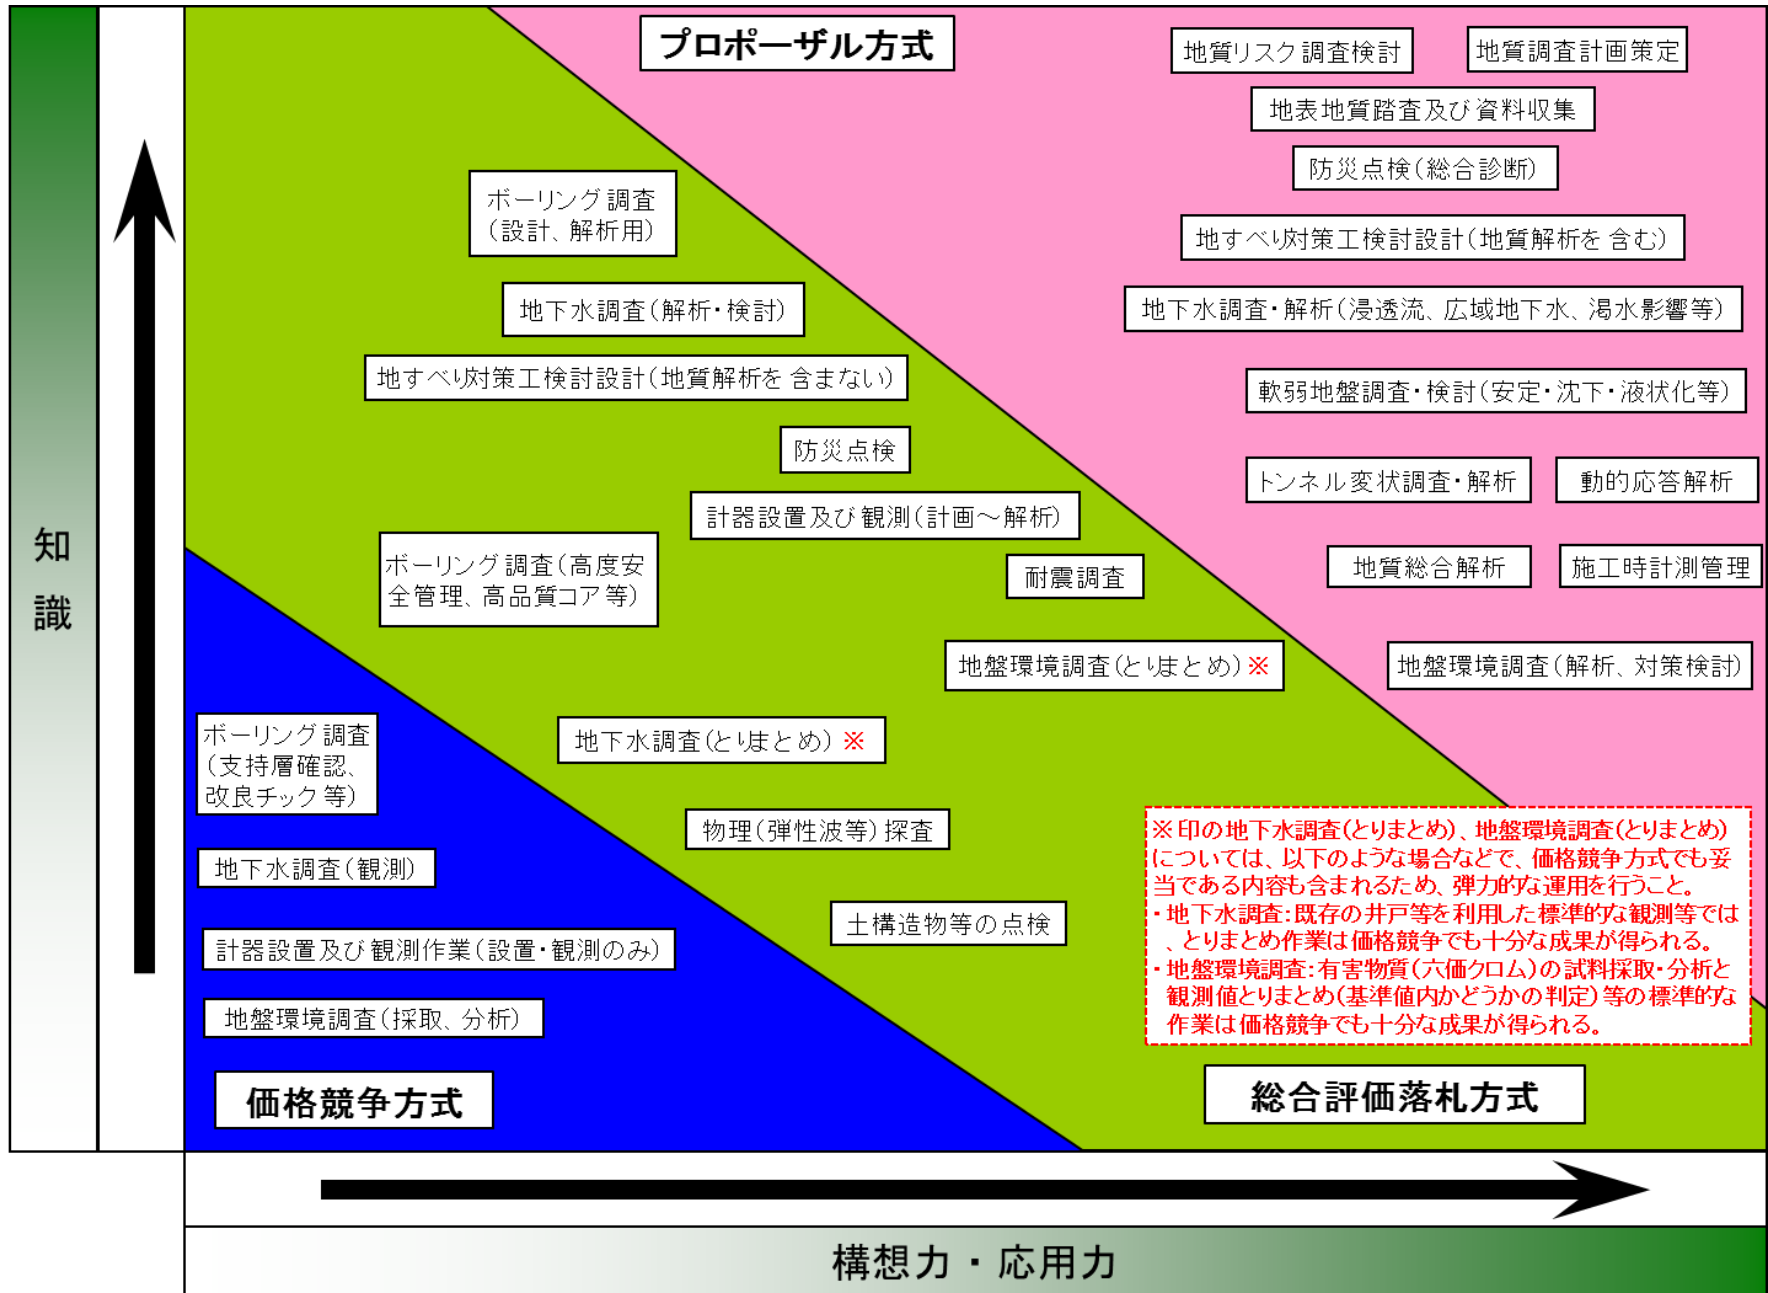 プロポーザル方式
地質リスク調査検討
地質調査計画策定
地表地質踏査及び資料収集
防災点検(総合診断)
地すべり対策工検討設計(地質解析を含む)
地下水調査・解析(浸透流、広域地下水、渇水影響等)
軟弱地盤調査・検討(安定・沈下・液状化等)
トンネル変状調査・解析
動的応答解析
地質総合解析
施工時計測管理
地盤環境調査(解析、対策検討)
ボーリング調査
(設計、解析用)
地下水調査(解析・検討)
地すべり対策工検討設計(地質解析を含まない)
防災点検
計器設置及び観測(計画～解析)
ボーリング調査(高度安
全管理、高品質コア等)
耐震調査
地盤環境調査(とりまとめ)※
地下水調査(とりまとめ)※
物理(弾性波等)探査
土構造物等の点検
総合評価落札方式
ボーリング調査
(支持層確認、
改良チック等)
地下水調査(観測)
計器設置及び観測作業(設置・観測のみ)
地盤環境調査(採取、分析)
価格競争方式
※印の地下水調査(とりまとめ)、地盤環境調査(とりまとめ)
については、以下のような場合などで、価格競争方式でも妥
当である内容も含まれるため、弾力的な運用を行うこと。
・地下水調査:既存の井戸等を利用した標準的な観測等では
、とりまとめ作業は価格競争でも十分な成果が得られる。
・地盤環境調査:有害物質(六価クロム)の試料採取・分析と
観測値とりまとめ(基準値内かどうかの判定)等の標準的な
作業は価格競争でも十分な成果が得られる。
知
識
構想力・応用力